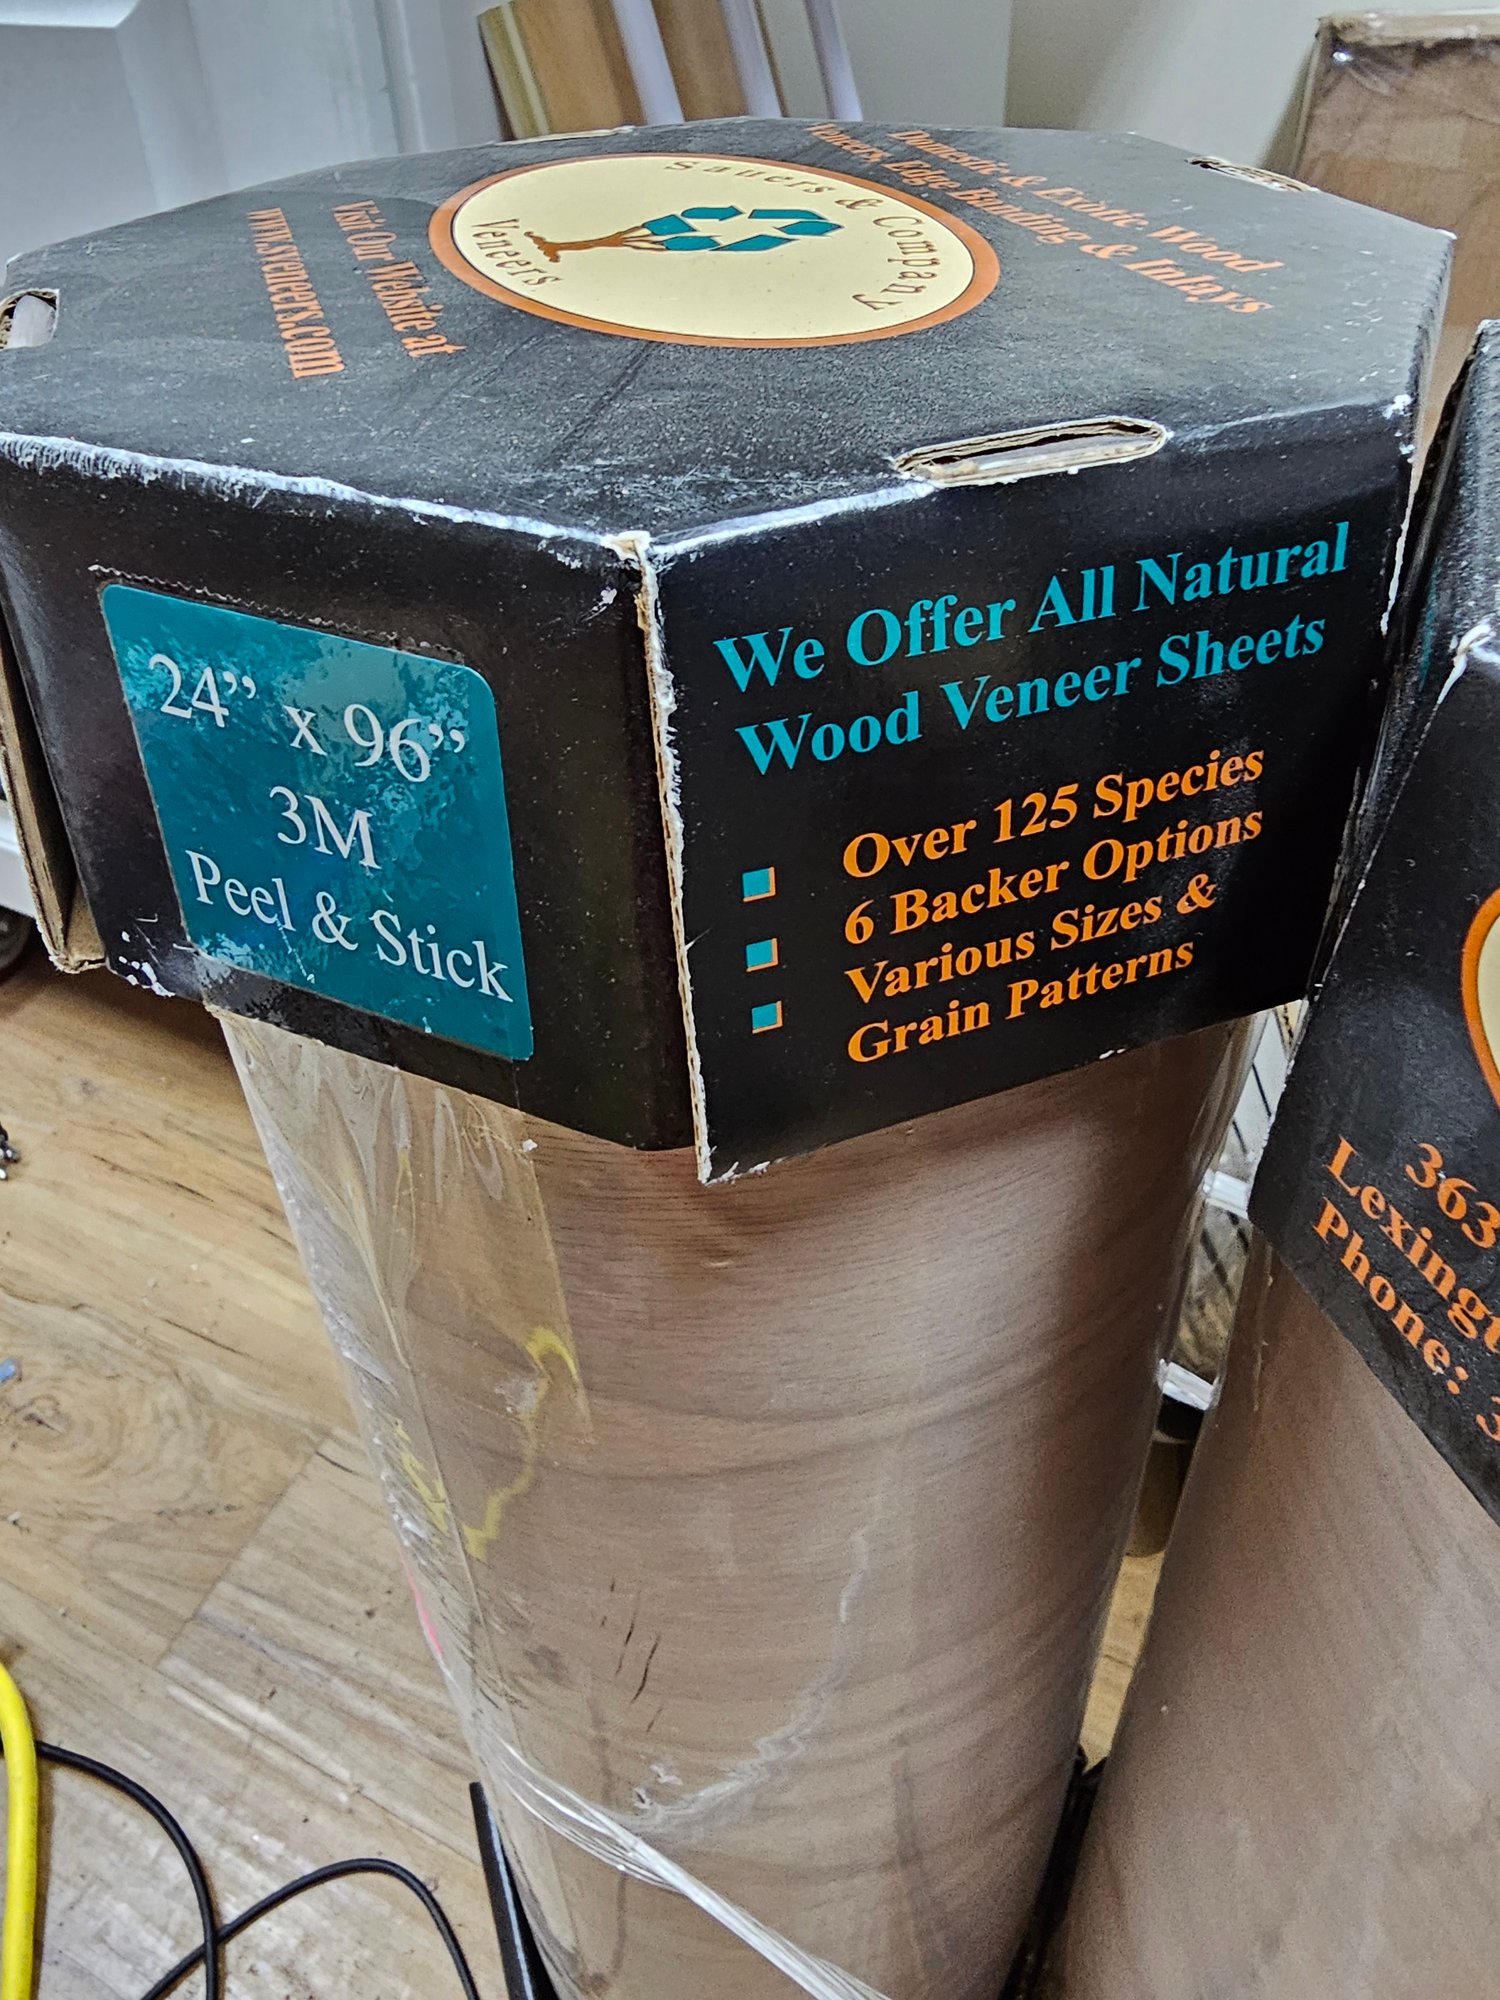 Sauers & Company
Veneers
Domestic & Exotic Wood
Veneers, Edge Banding & Inlays
Visit Our Website at
www.sveneers.com
24” x 96”
3M
Peel & Stick
We Offer All Natural
Wood Veneer Sheets
Over 125 Species
6 Backer Options
Various Sizes &
Grain Patterns
363
Lexingt
Phone: 3